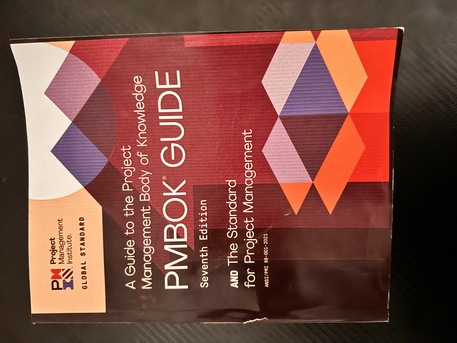 Project
Management
Institute.
GLOBAL STANDARD
A Guide to the Project
Management Body of Knowledge
PMBOK® GUIDE
Seventh Edition
AND The Standard
for Project Management
ANSI/PMI 99-001-2021